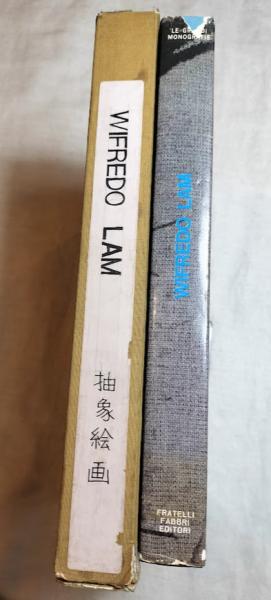 WIFREDO LAM
抽象絵画
LE GRANDI
MONOGRAFIE
WIFREDO LAM
FRATELLI
FABBRI
EDITORI